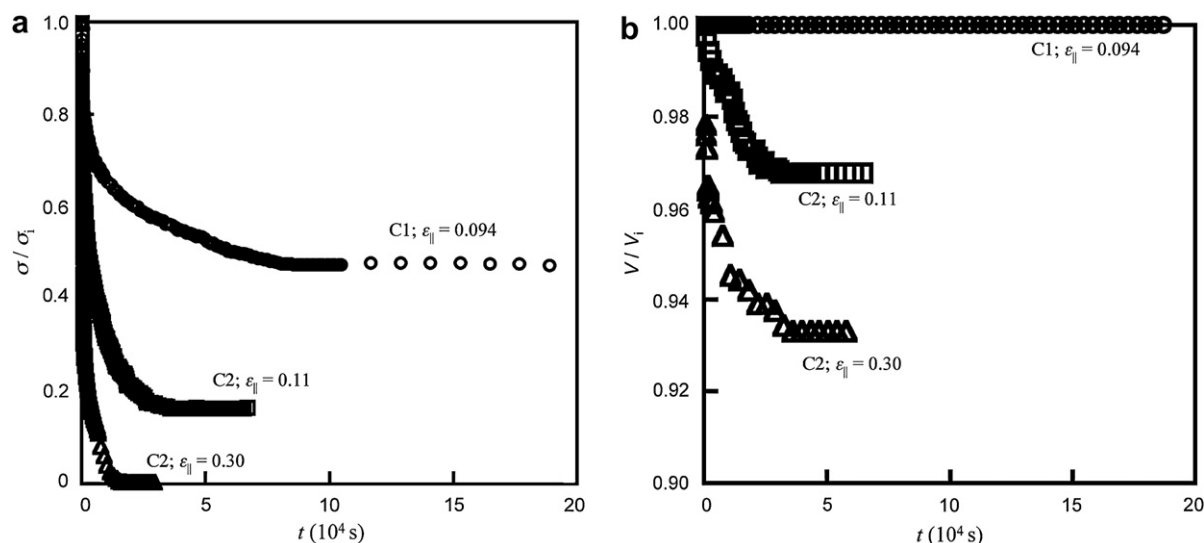 a
1.0
0.8
0.6
0.4
0.2
0
σ / σi
C1; ε∥ = 0.094
C2; ε∥ = 0.11
C2; ε∥ = 0.30
0 5 10 15 20
t (10⁴ s)
b
1.00
0.98
0.96
0.94
0.92
0.90
V / Vi
C1; ε∥ = 0.094
C2; ε∥ = 0.11
C2; ε∥ = 0.30
0 5 10 15 20
t (10⁴ s)